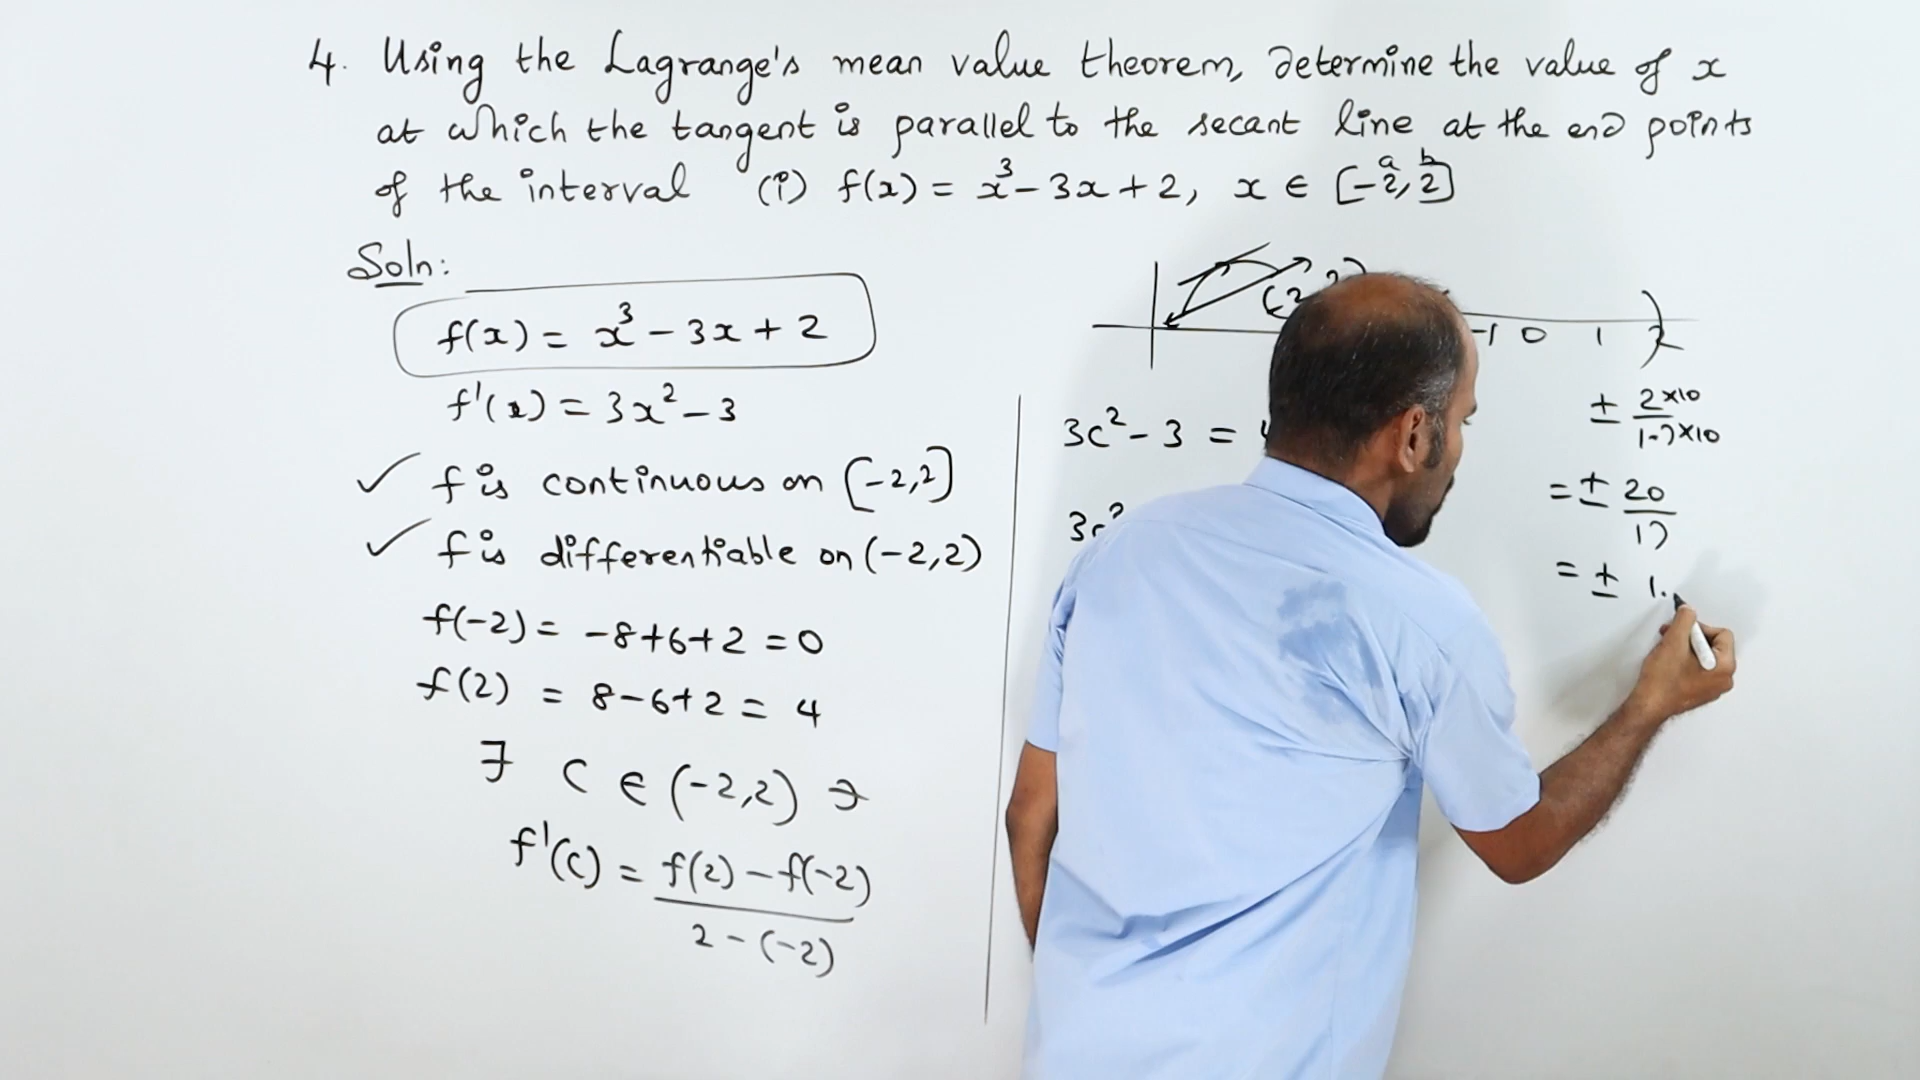 4. Using the Lagrange's mean value theorem, determine the value of x
at which the tangent is parallel to the secant line at the end points
of the interval (i) f(x) = x³ - 3x + 2, x ∈ [-2, 2]
a b
Soln:
f(x) = x³ - 3x + 2
f'(x) = 3x² - 3
✓ f is continuous on [-2,2]
✓ f is differentiable on (-2,2)
f(-2) = -8+6+2 = 0
f(2) = 8-6+2 = 4
∃ c ∈ (-2,2) ∋
f'(c) = f(2) - f(-2)
2 - (-2)
-1 0 1 2
3c² - 3 =
3c²
± 2×10
1.7×10
= ± 20
17
= ± 1.